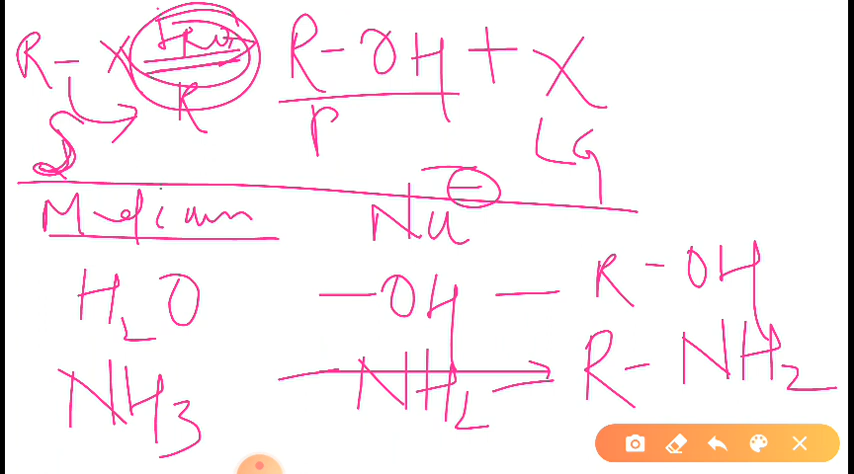 R - X R - OH + X
R P LG
Medium Nu⁻
H2O - OH - R - OH
NH3 NH2 R - NH2